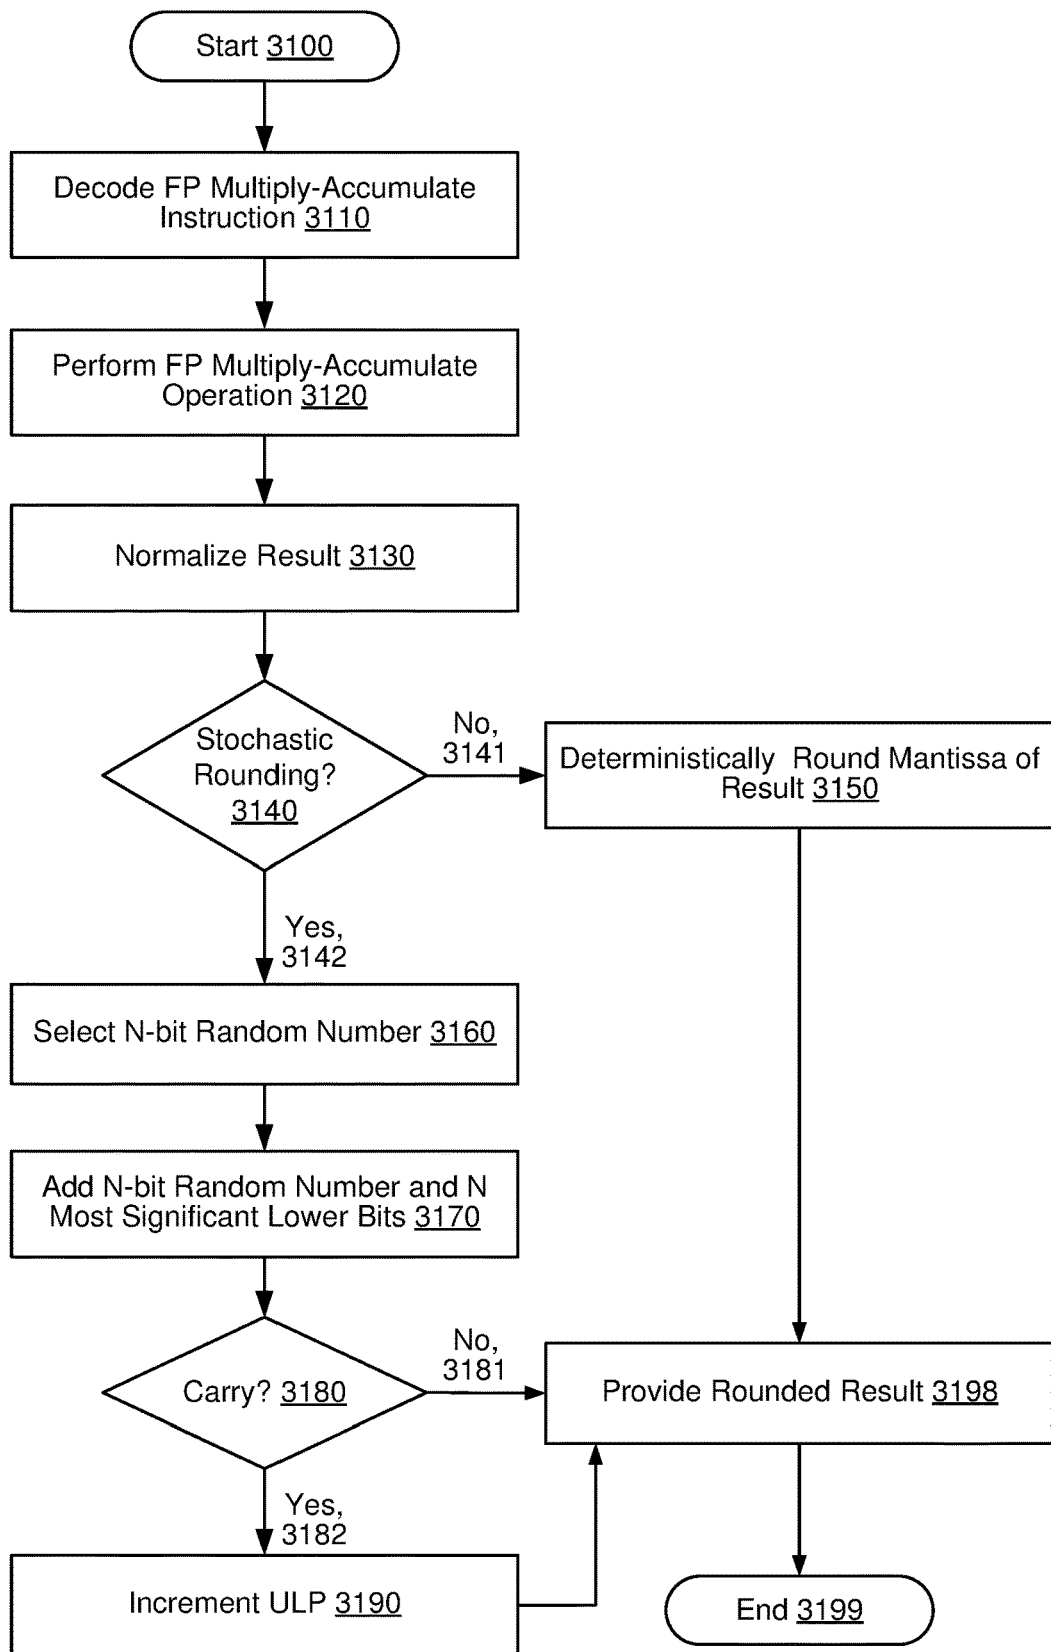 Start 3100
Decode FP Multiply-Accumulate
Instruction 3110
Perform FP Multiply-Accumulate
Operation 3120
Normalize Result 3130
Stochastic
Rounding?
3140
No,
3141
Deterministically Round Mantissa of
Result 3150
Yes,
3142
Select N-bit Random Number 3160
Add N-bit Random Number and N
Most Significant Lower Bits 3170
Carry? 3180
No,
3181
Provide Rounded Result 3198
Yes,
3182
Increment ULP 3190
End 3199